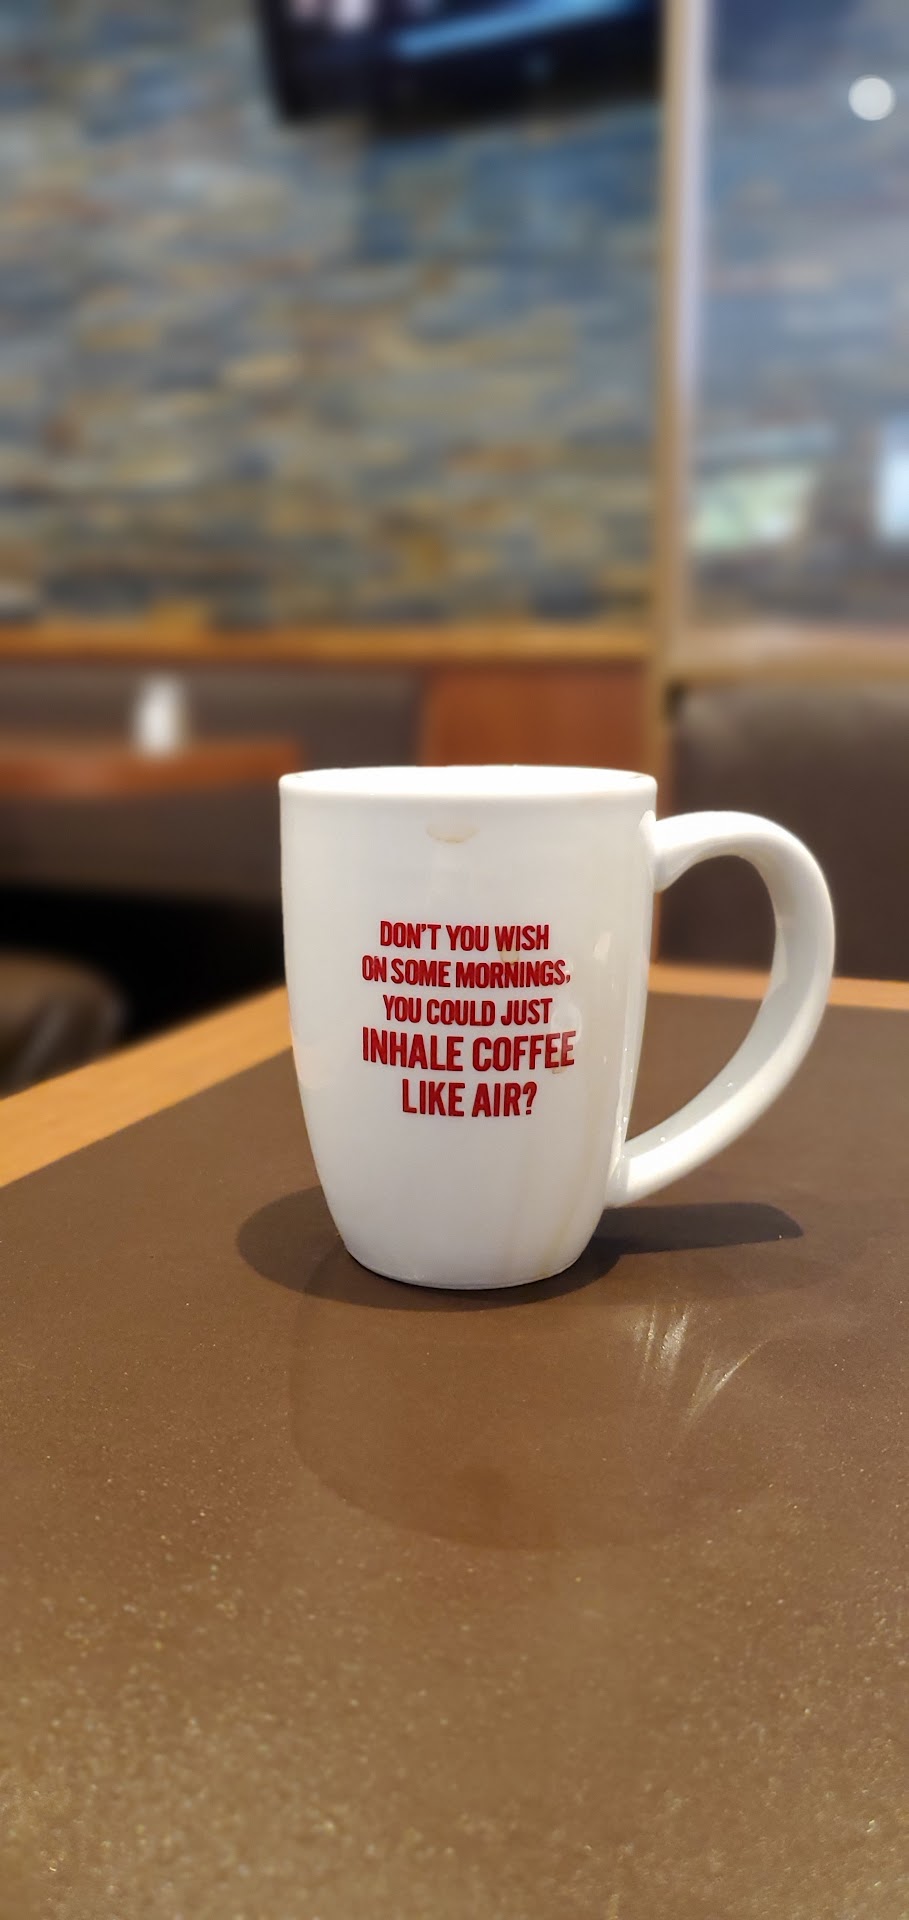 DON'T YOU WISH
ON SOME MORNINGS,
YOU COULD JUST
INHALE COFFEE
LIKE AIR?